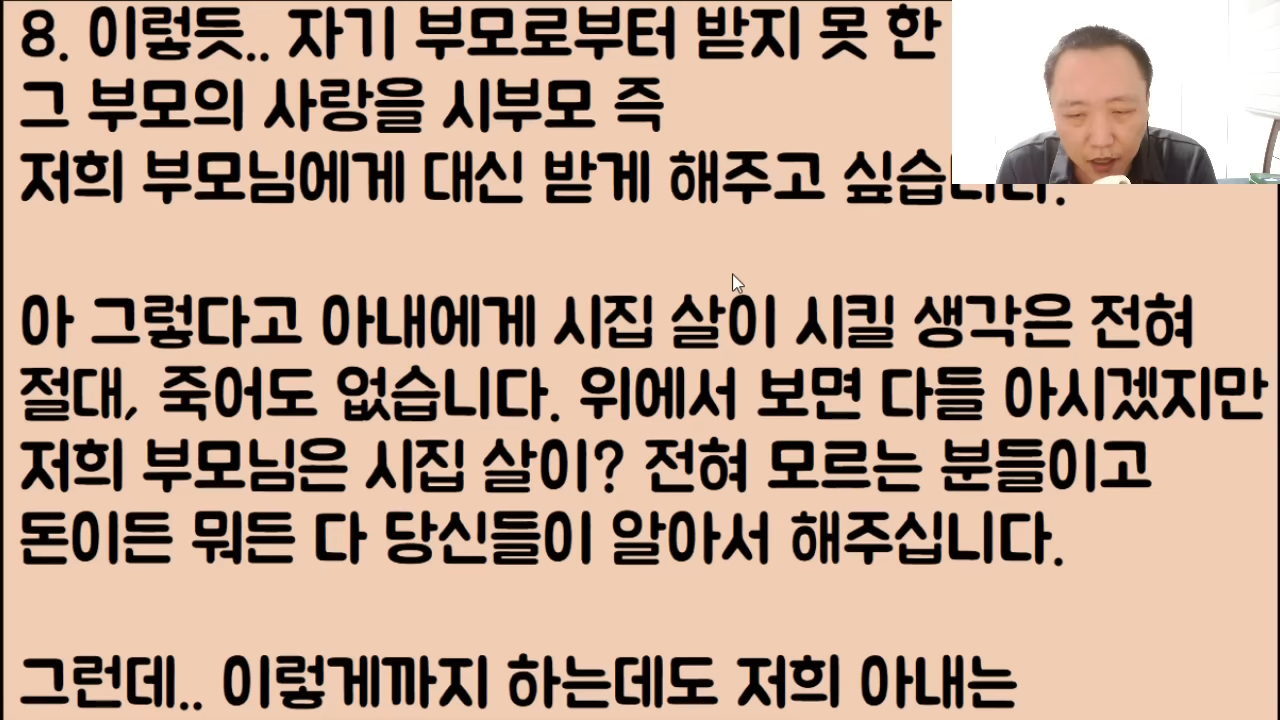 8. 이렇듯.. 자기 부모로부터 받지 못 한
그 부모의 사랑을 시부모 즉
저희 부모님에게 대신 받게 해주고 싶습니다.
아 그렇다고 아내에게 시집 살이 시킬 생각은 전혀
절대, 죽어도 없습니다. 위에서 보면 다들 아시겠지만
저희 부모님은 시집 살이? 전혀 모르는 분들이고
돈이든 뭐든 다 당신들이 알아서 해주십니다.
그런데.. 이렇게까지 하는데도 저희 아내는